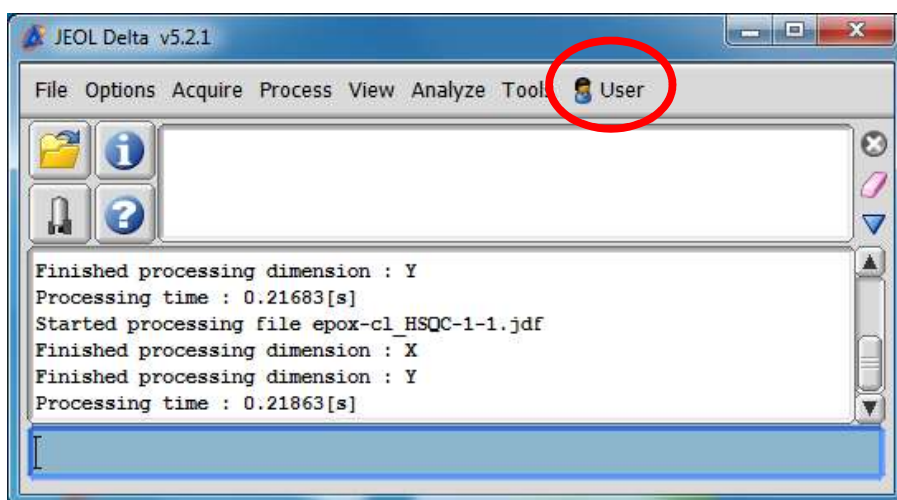 JEOL Delta v5.2.1
File Options Acquire Process View Analyze Tools User
Finished processing dimension : Y
Processing time : 0.21683[s]
Started processing file epox-cl_HSQC-1-1.jdf
Finished processing dimension : X
Finished processing dimension : Y
Processing time : 0.21863[s]